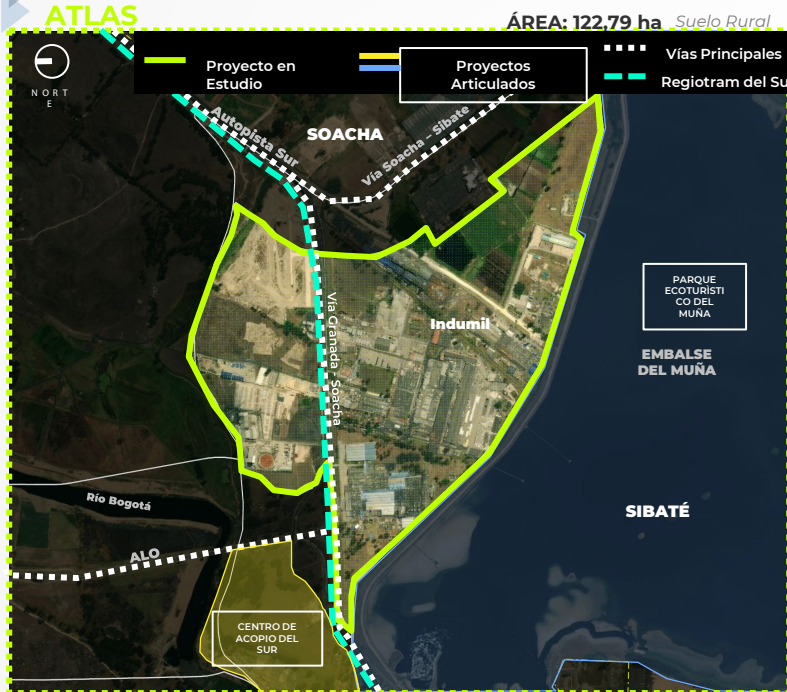 ATLAS
ÁREA: 122,79 ha Suelo Rural
NORT
E
Proyecto en
Estudio
Proyectos
Articulados
Vías Principales
Regiotram del Su
Autopista Sur
SOACHA
Vía Soacha - Sibate
Vía Granada - Soacha
Indumil
PARQUE
ECOTURÍSTI
CO DEL
MUÑA
EMBALSE
DEL MUÑA
Río Bogotá
SIBATÉ
ALO
CENTRO DE
ACOPIO DEL
SUR